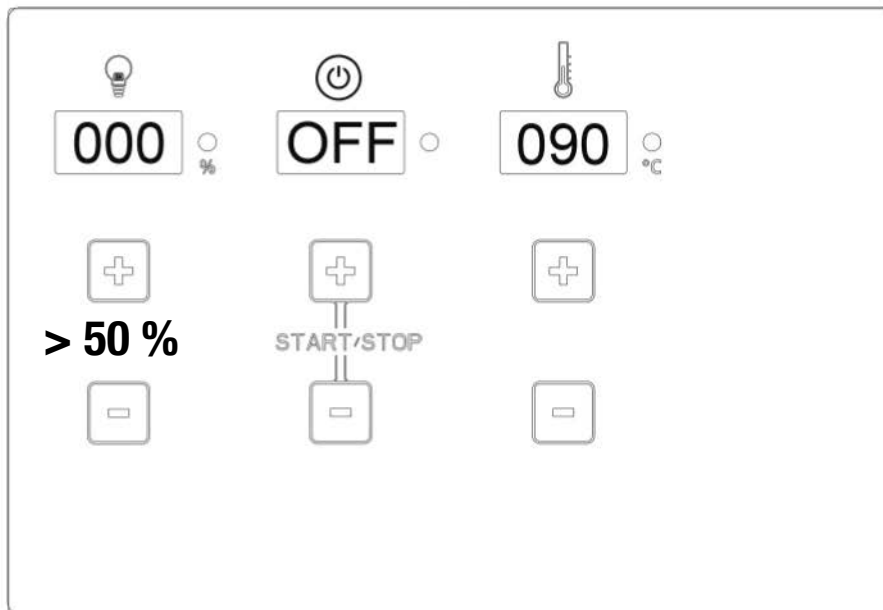 000 OFF 090
% °C
+ + +
> 50 %
START/STOP
- - -